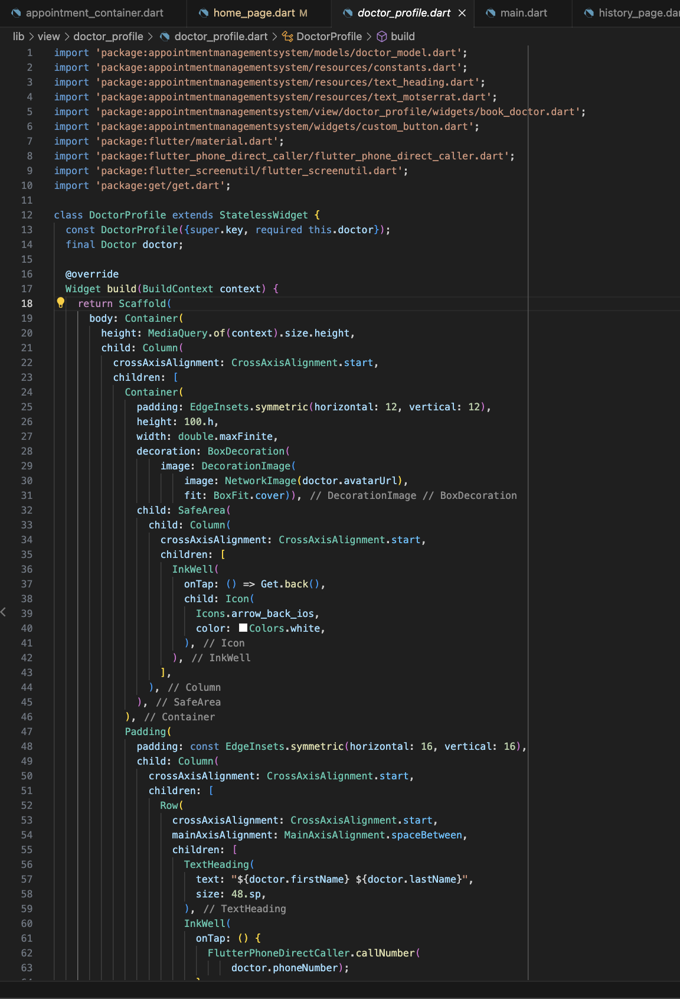 appointment_container.dart home_page.dart M doctor_profile.dart × main.dart history_page.da
lib > view > doctor_profile > doctor_profile.dart > DoctorProfile > build
1 import 'package:appointmentmanagementsystem/models/doctor_model.dart';
2 import 'package:appointmentmanagementsystem/resources/constants.dart';
3 import 'package:appointmentmanagementsystem/resources/text_heading.dart';
4 import 'package:appointmentmanagementsystem/resources/text_motserrat.dart';
5 import 'package:appointmentmanagementsystem/view/doctor_profile/widgets/book_doctor.dart';
6 import 'package:appointmentmanagementsystem/widgets/custom_button.dart';
7 import 'package:flutter/material.dart';
8 import 'package:flutter_phone_direct_caller/flutter_phone_direct_caller.dart';
9 import 'package:flutter_screenutil/flutter_screenutil.dart';
10 import 'package:get/get.dart';
11
12 class DoctorProfile extends StatelessWidget {
13   const DoctorProfile({super.key, required this.doctor});
14   final Doctor doctor;
15
16   @override
17   Widget build(BuildContext context) {
18     return Scaffold(
19       body: Container(
20         height: MediaQuery.of(context).size.height,
21         child: Column(
22           crossAxisAlignment: CrossAxisAlignment.start,
23           children: [
24             Container(
25               padding: EdgeInsets.symmetric(horizontal: 12, vertical: 12),
26               height: 100.h,
27               width: double.maxFinite,
28               decoration: BoxDecoration(
29                   image: DecorationImage(
30                       image: NetworkImage(doctor.avatarUrl),
31                       fit: BoxFit.cover)), // DecorationImage // BoxDecoration
32               child: SafeArea(
33                 child: Column(
34                   crossAxisAlignment: CrossAxisAlignment.start,
35                   children: [
36                     InkWell(
37                       onTap: () => Get.back(),
38                       child: Icon(
39                         Icons.arrow_back_ios,
40                         color: Colors.white,
41                       ), // Icon
42                     ), // InkWell
43                   ],
44                 ), // Column
45               ), // SafeArea
46             ), // Container
47             Padding(
48               padding: const EdgeInsets.symmetric(horizontal: 16, vertical: 16),
49               child: Column(
50                 crossAxisAlignment: CrossAxisAlignment.start,
51                 children: [
52                   Row(
53                     crossAxisAlignment: CrossAxisAlignment.start,
54                     mainAxisAlignment: MainAxisAlignment.spaceBetween,
55                     children: [
56                       TextHeading(
57                         text: "${doctor.firstName} ${doctor.lastName}",
58                         size: 48.sp,
59                       ), // TextHeading
60                       InkWell(
61                         onTap: () {
62                           FlutterPhoneDirectCaller.callNumber(
63                               doctor.phoneNumber);